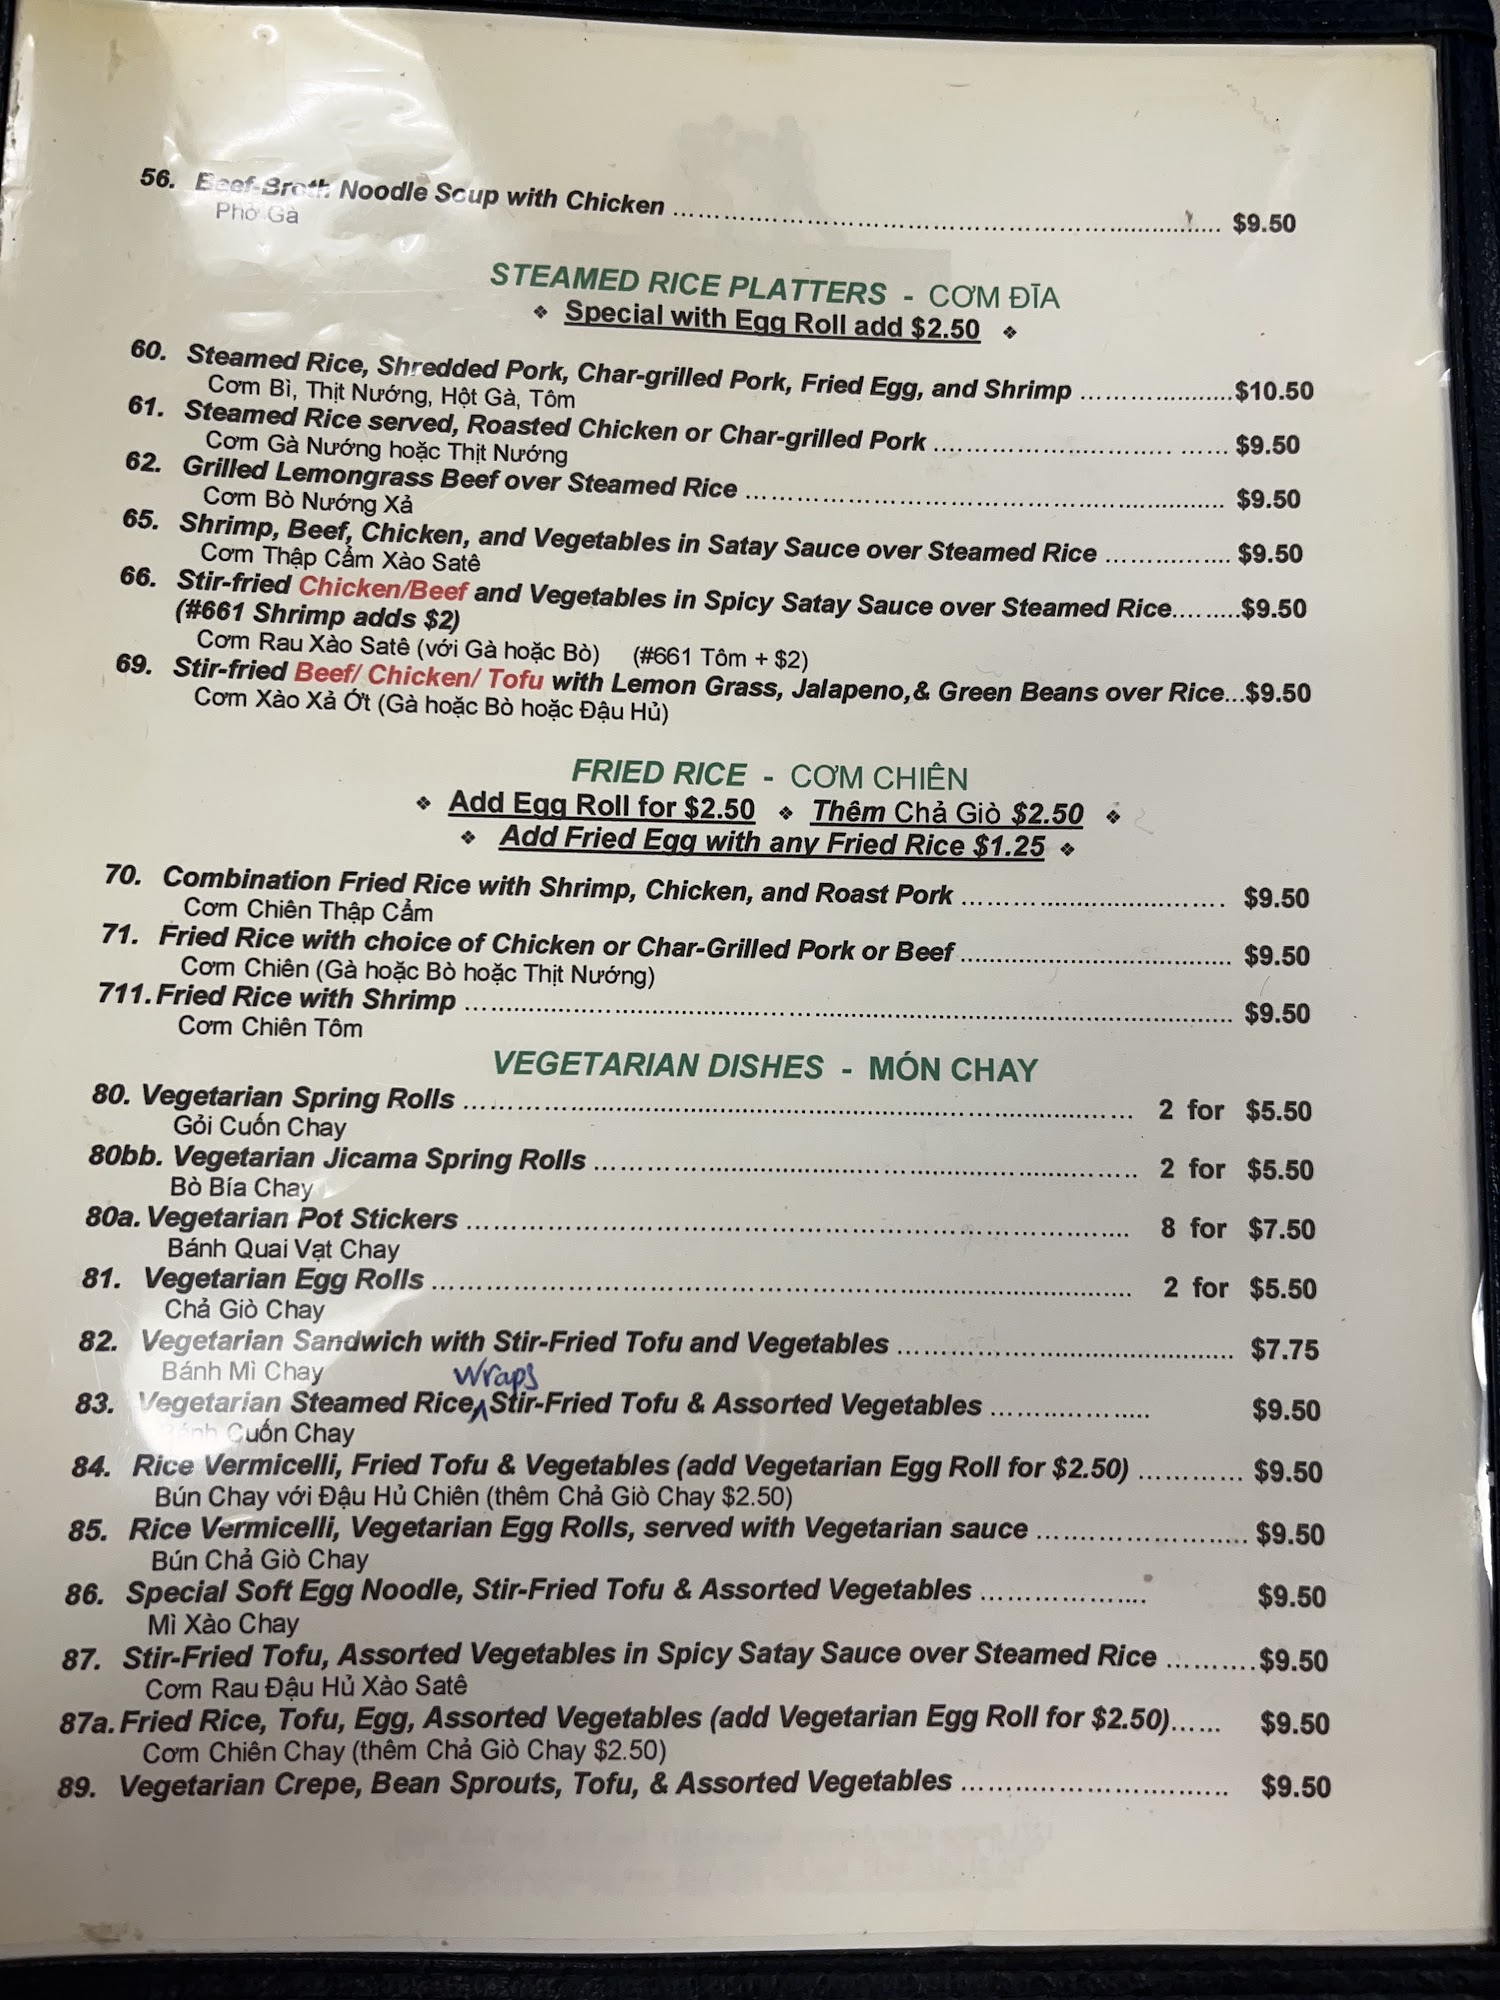 56. Beef-Broth Noodle Soup with Chicken ........ $9.50
Phở Gà
STEAMED RICE PLATTERS - CƠM ĐĨA
❖ Special with Egg Roll add $2.50 ❖
60. Steamed Rice, Shredded Pork, Char-grilled Pork, Fried Egg, and Shrimp ........ $10.50
Cơm Bì, Thịt Nướng, Hột Gà, Tôm
61. Steamed Rice served, Roasted Chicken or Char-grilled Pork ........ $9.50
Cơm Gà Nướng hoặc Thịt Nướng
62. Grilled Lemongrass Beef over Steamed Rice ........ $9.50
Cơm Bò Nướng Xả
65. Shrimp, Beef, Chicken, and Vegetables in Satay Sauce over Steamed Rice ........ $9.50
Cơm Thập Cẩm Xào Satê
66. Stir-fried Chicken/Beef and Vegetables in Spicy Satay Sauce over Steamed Rice........$9.50
(#661 Shrimp adds $2)
Cơm Rau Xào Satê (với Gà hoặc Bò) (#661 Tôm + $2)
69. Stir-fried Beef/ Chicken/ Tofu with Lemon Grass, Jalapeno,& Green Beans over Rice...$9.50
Cơm Xào Xả Ớt (Gà hoặc Bò hoặc Đậu Hủ)
FRIED RICE - CƠM CHIÊN
❖ Add Egg Roll for $2.50 ❖ Thêm Chả Giò $2.50 ❖
❖ Add Fried Egg with any Fried Rice $1.25 ❖
70. Combination Fried Rice with Shrimp, Chicken, and Roast Pork ........ $9.50
Cơm Chiên Thập Cẩm
71. Fried Rice with choice of Chicken or Char-Grilled Pork or Beef ........ $9.50
Cơm Chiên (Gà hoặc Bò hoặc Thịt Nướng)
711. Fried Rice with Shrimp ........ $9.50
Cơm Chiên Tôm
VEGETARIAN DISHES - MÓN CHAY
80. Vegetarian Spring Rolls ........ 2 for $5.50
Gỏi Cuốn Chay
80bb. Vegetarian Jicama Spring Rolls ........ 2 for $5.50
Bò Bía Chay
80a. Vegetarian Pot Stickers ........ 8 for $7.50
Bánh Quai Vạt Chay
81. Vegetarian Egg Rolls ........ 2 for $5.50
Chả Giò Chay
82. Vegetarian Sandwich with Stir-Fried Tofu and Vegetables ........ $7.75
Bánh Mì Chay
wraps
83. Vegetarian Steamed Rice, Stir-Fried Tofu & Assorted Vegetables ........ $9.50
Bánh Cuốn Chay
84. Rice Vermicelli, Fried Tofu & Vegetables (add Vegetarian Egg Roll for $2.50) ........ $9.50
Bún Chay với Đậu Hủ Chiên (thêm Chả Giò Chay $2.50)
85. Rice Vermicelli, Vegetarian Egg Rolls, served with Vegetarian sauce ........ $9.50
Bún Chả Giò Chay
86. Special Soft Egg Noodle, Stir-Fried Tofu & Assorted Vegetables ........ $9.50
Mì Xào Chay
87. Stir-Fried Tofu, Assorted Vegetables in Spicy Satay Sauce over Steamed Rice ........ $9.50
Cơm Rau Đậu Hủ Xào Satê
87a. Fried Rice, Tofu, Egg, Assorted Vegetables (add Vegetarian Egg Roll for $2.50)...... $9.50
Cơm Chiên Chay (thêm Chả Giò Chay $2.50)
89. Vegetarian Crepe, Bean Sprouts, Tofu, & Assorted Vegetables ........ $9.50